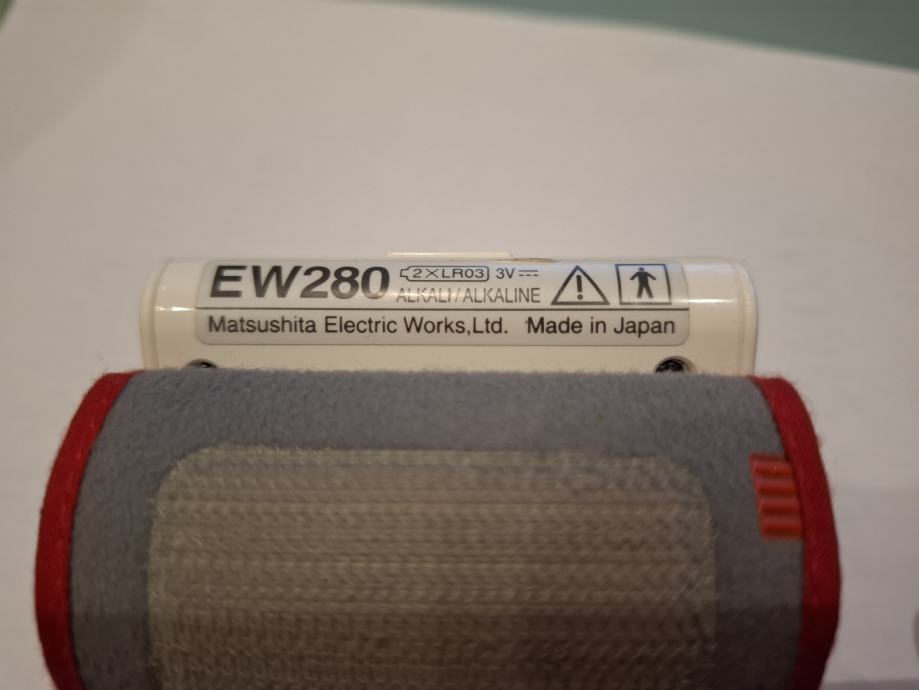 EW280 2×LR03 3V
ALKALI/ALKALINE
Matsushita Electric Works,Ltd. Made in Japan